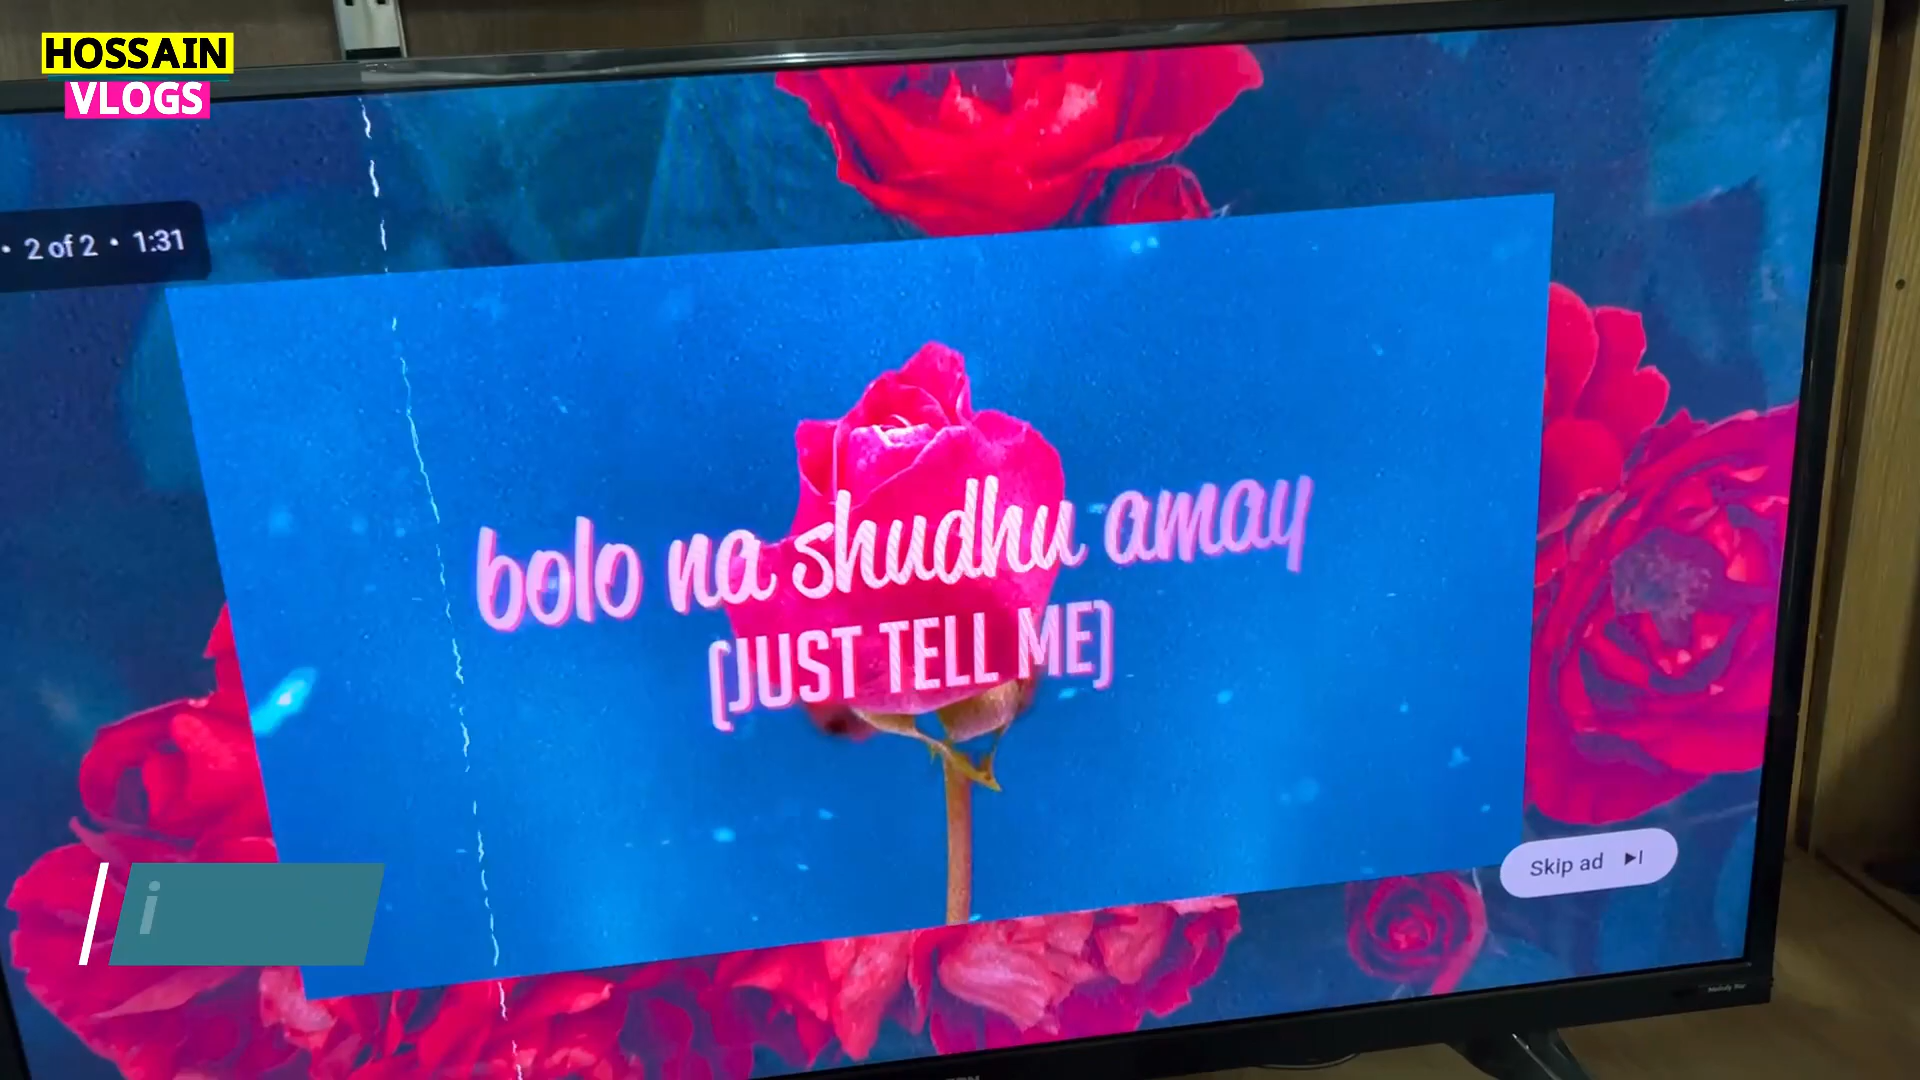 HOSSAIN
VLOGS
• 2 of 2 • 1:31
bolo na shudhu amay
(JUST TELL ME)
Skip ad
i